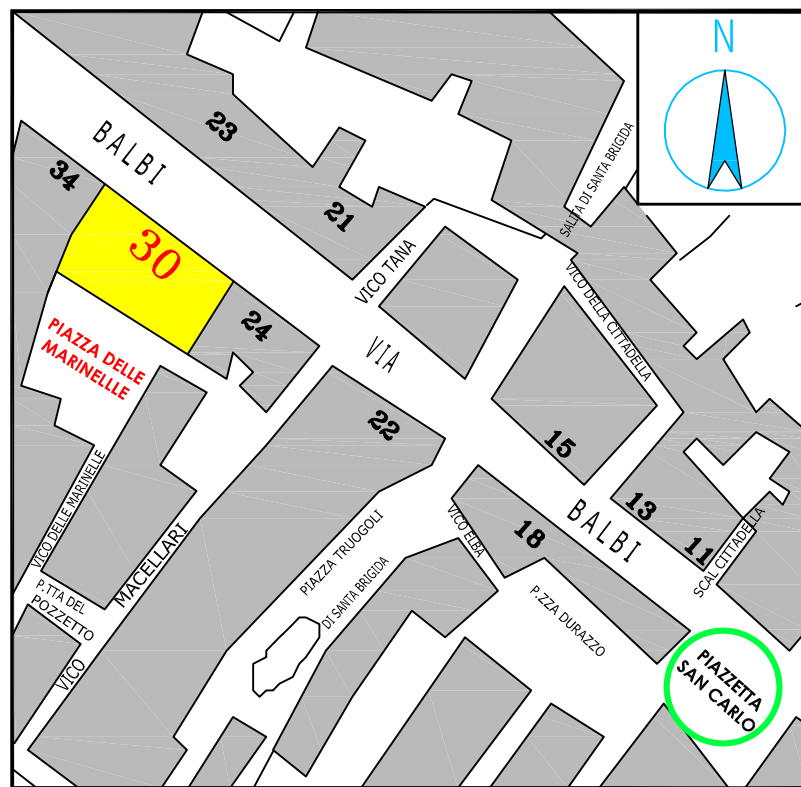 N
23
BALBI
34
21
30
SALITA DI SANTA BRIGIDA
VICO TANA
VICO DELLA CITTADELLA
24
PIAZZA DELLE
MARINELLLE
VIA
22
15
VICO DELLE MARINELLE
MACELLARI
VICO
P.TTA DEL
POZZETTO
PIAZZA TRUOGOLI
DI SANTA BRIGIDA
VICO ELBA
18
BALBI
13
11
SCAL CITTADELLA
P.ZZA DURAZZO
PIAZZETTA
SAN CARLO